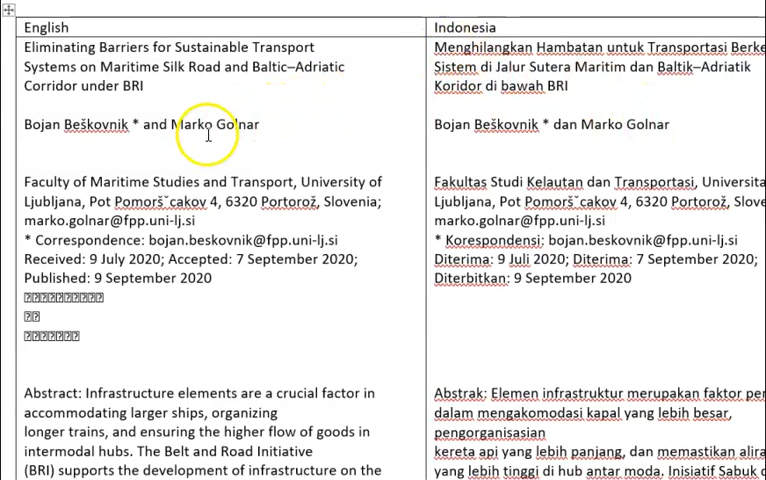 English
Eliminating Barriers for Sustainable Transport
Systems on Maritime Silk Road and Baltic–Adriatic
Corridor under BRI
Bojan Beškovnik * and Marko Golnar
Faculty of Maritime Studies and Transport, University of
Ljubljana, Pot Pomoršˇcakov 4, 6320 Portorož, Slovenia;
marko.golnar@fpp.uni-lj.si
* Correspondence: bojan.beskovnik@fpp.uni-lj.si
Received: 9 July 2020; Accepted: 7 September 2020;
Published: 9 September 2020
Abstract: Infrastructure elements are a crucial factor in
accommodating larger ships, organizing
longer trains, and ensuring the higher flow of goods in
intermodal hubs. The Belt and Road Initiative
(BRI) supports the development of infrastructure on the
Indonesia
Menghilangkan Hambatan untuk Transportasi
Sistem di Jalur Sutera Maritim dan Baltik–Adriatik
Koridor di bawah BRI
Bojan Beškovnik * dan Marko Golnar
Fakultas Studi Kelautan dan Transportasi,
Ljubljana, Pot Pomoršˇcakov 4, 6320 Portorož,
marko.golnar@fpp.uni-lj.si
* Korespondensi: bojan.beskovnik@fpp.uni-lj.si
Diterima: 9 Juli 2020; Diterima: 7 September 2020;
Diterbitkan: 9 September 2020
Abstrak: Elemen infrastruktur merupakan faktor
dalam mengakomodasi kapal yang lebih besar,
pengorganisasian
kereta api yang lebih panjang, dan memastikan
yang lebih tinggi di hub antar moda. Inisiatif Sabuk